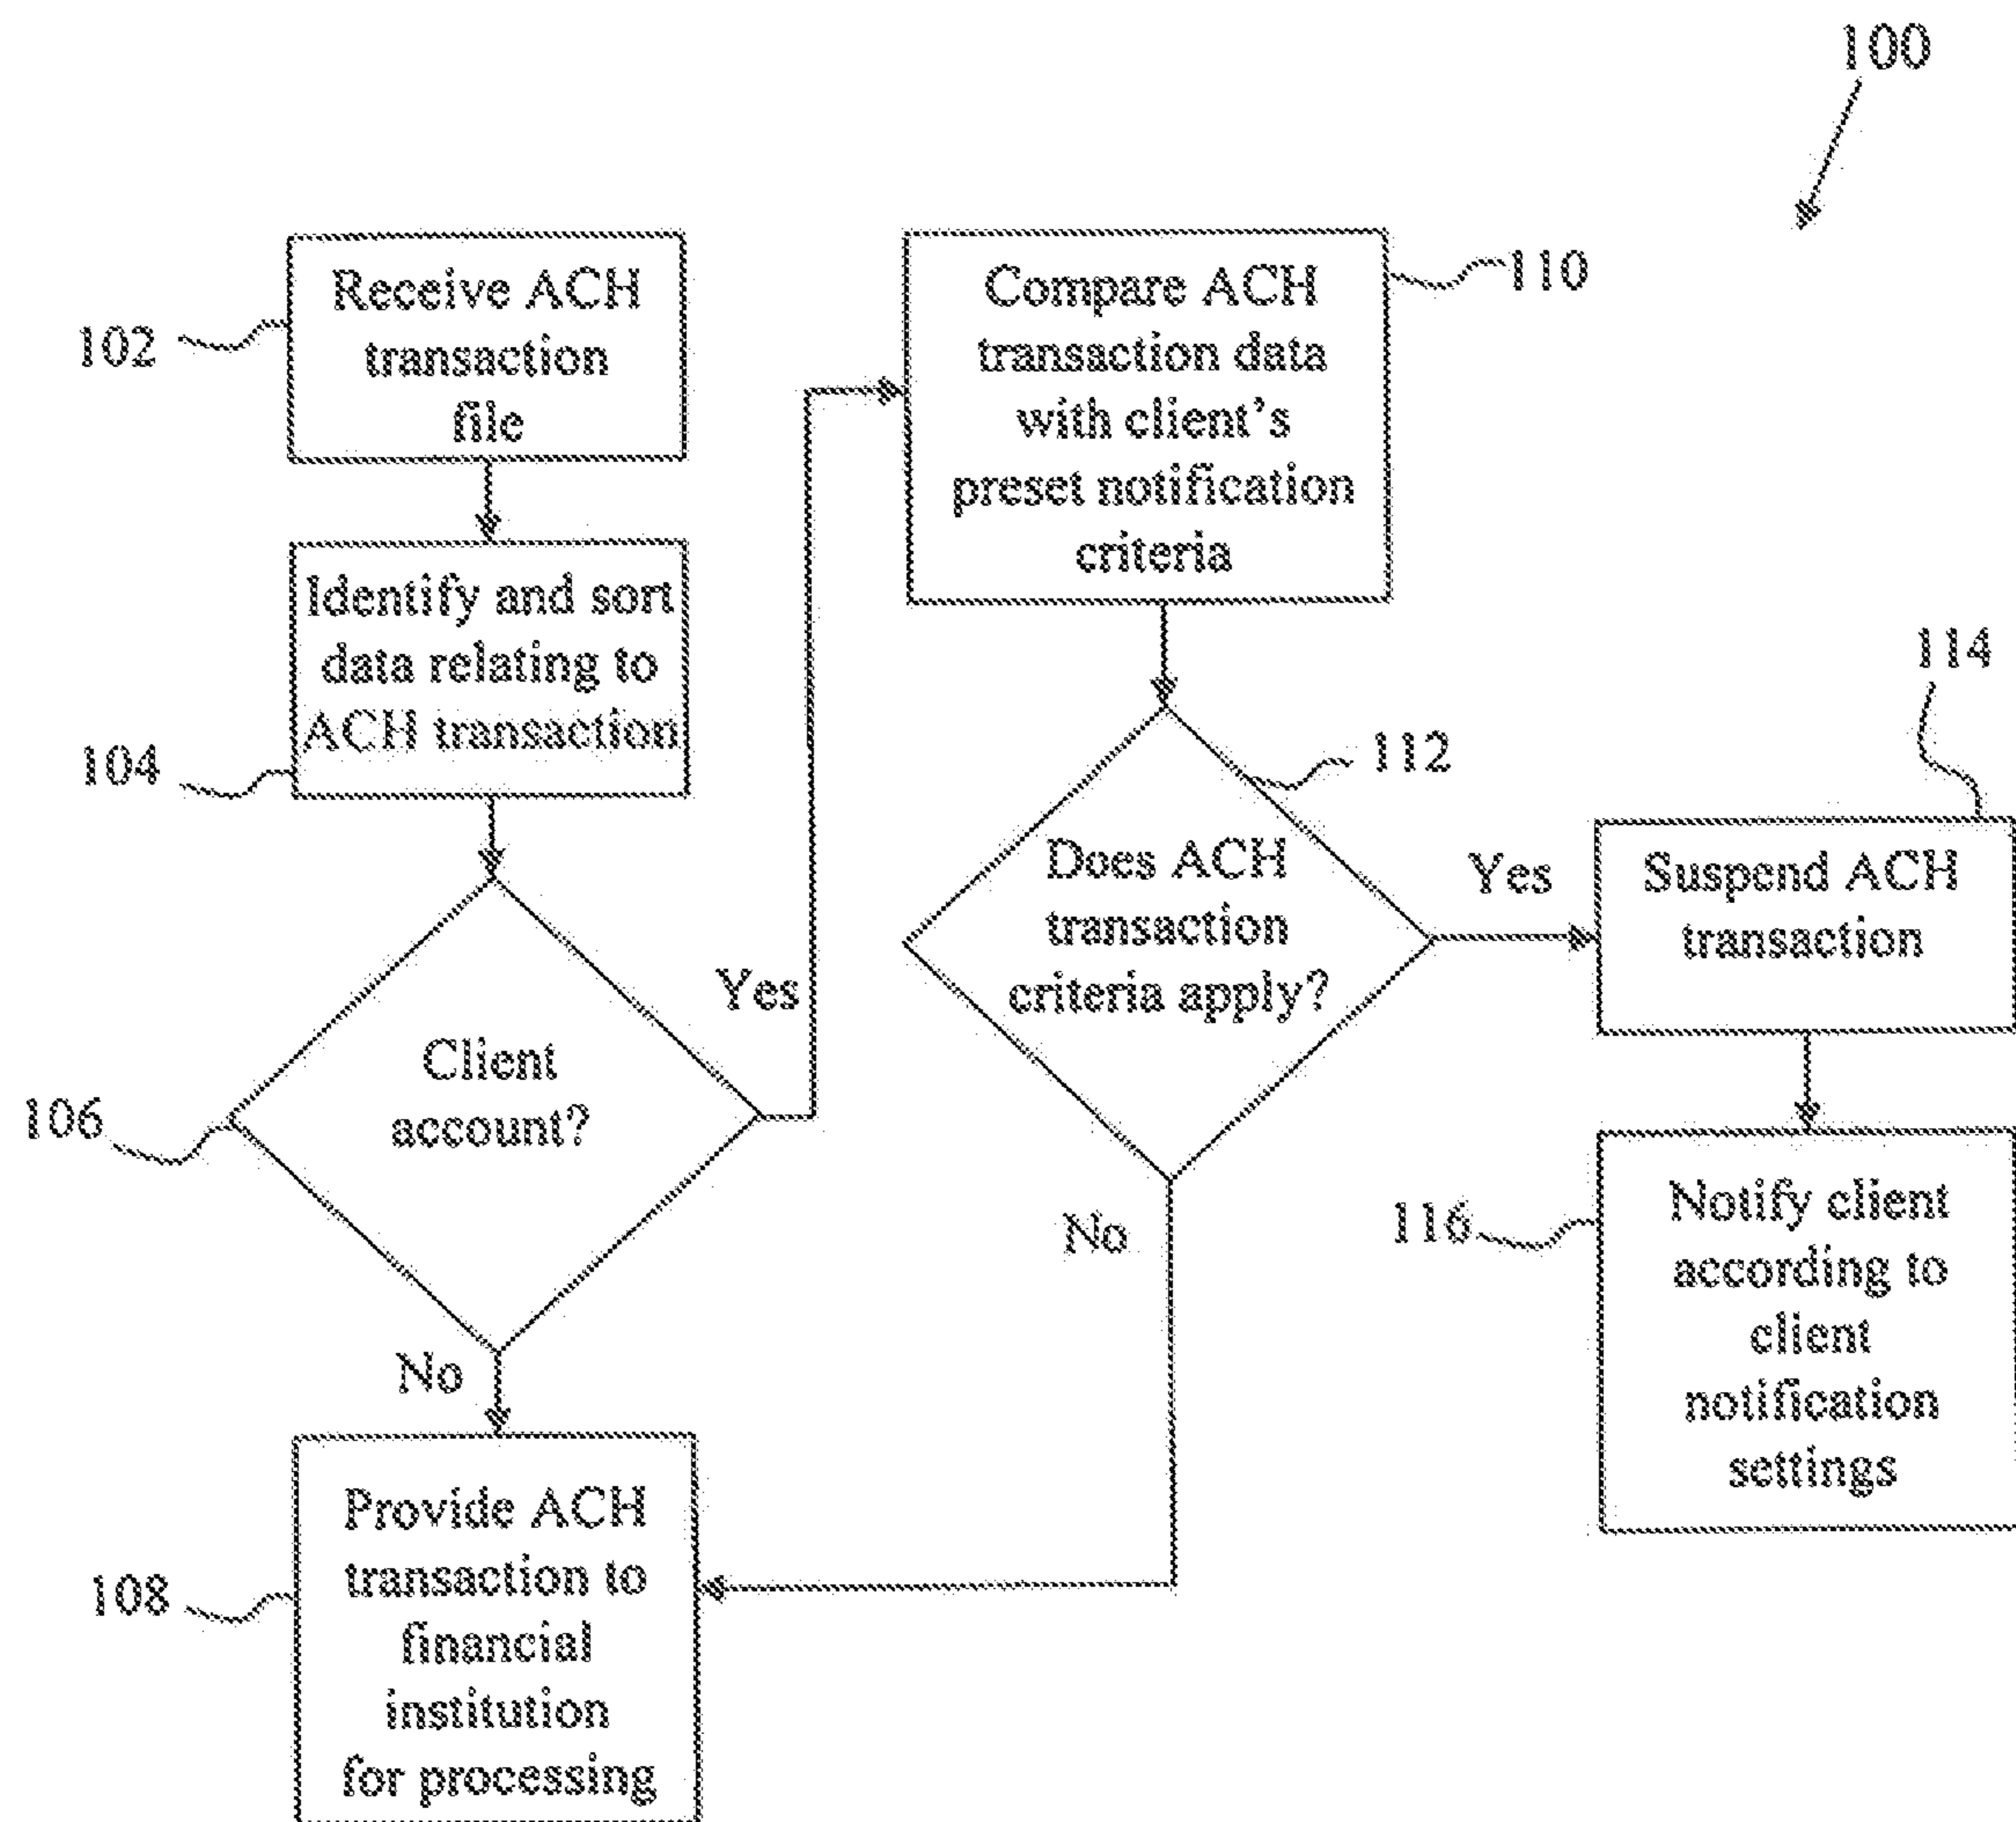 100
Receive ACH
transaction
file
102
Identify and sort
data relating to
ACH transaction
104
Client
account?
106
Yes
No
Provide ACH
transaction to
financial
institution
for processing
108
Compare ACH
transaction data
with client's
preset notification
criteria
110
Does ACH
transaction
criteria apply?
112
Yes
No
Suspend ACH
transaction
114
Notify client
according to
client
notification
settings
116